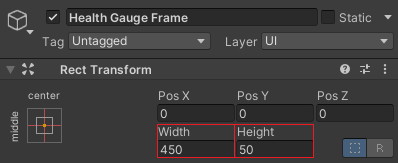 Health Gauge Frame Static
Tag Untagged Layer UI
Rect Transform
center
Pos X Pos Y Pos Z
middle 0 0 0
Width Height
450 50 R